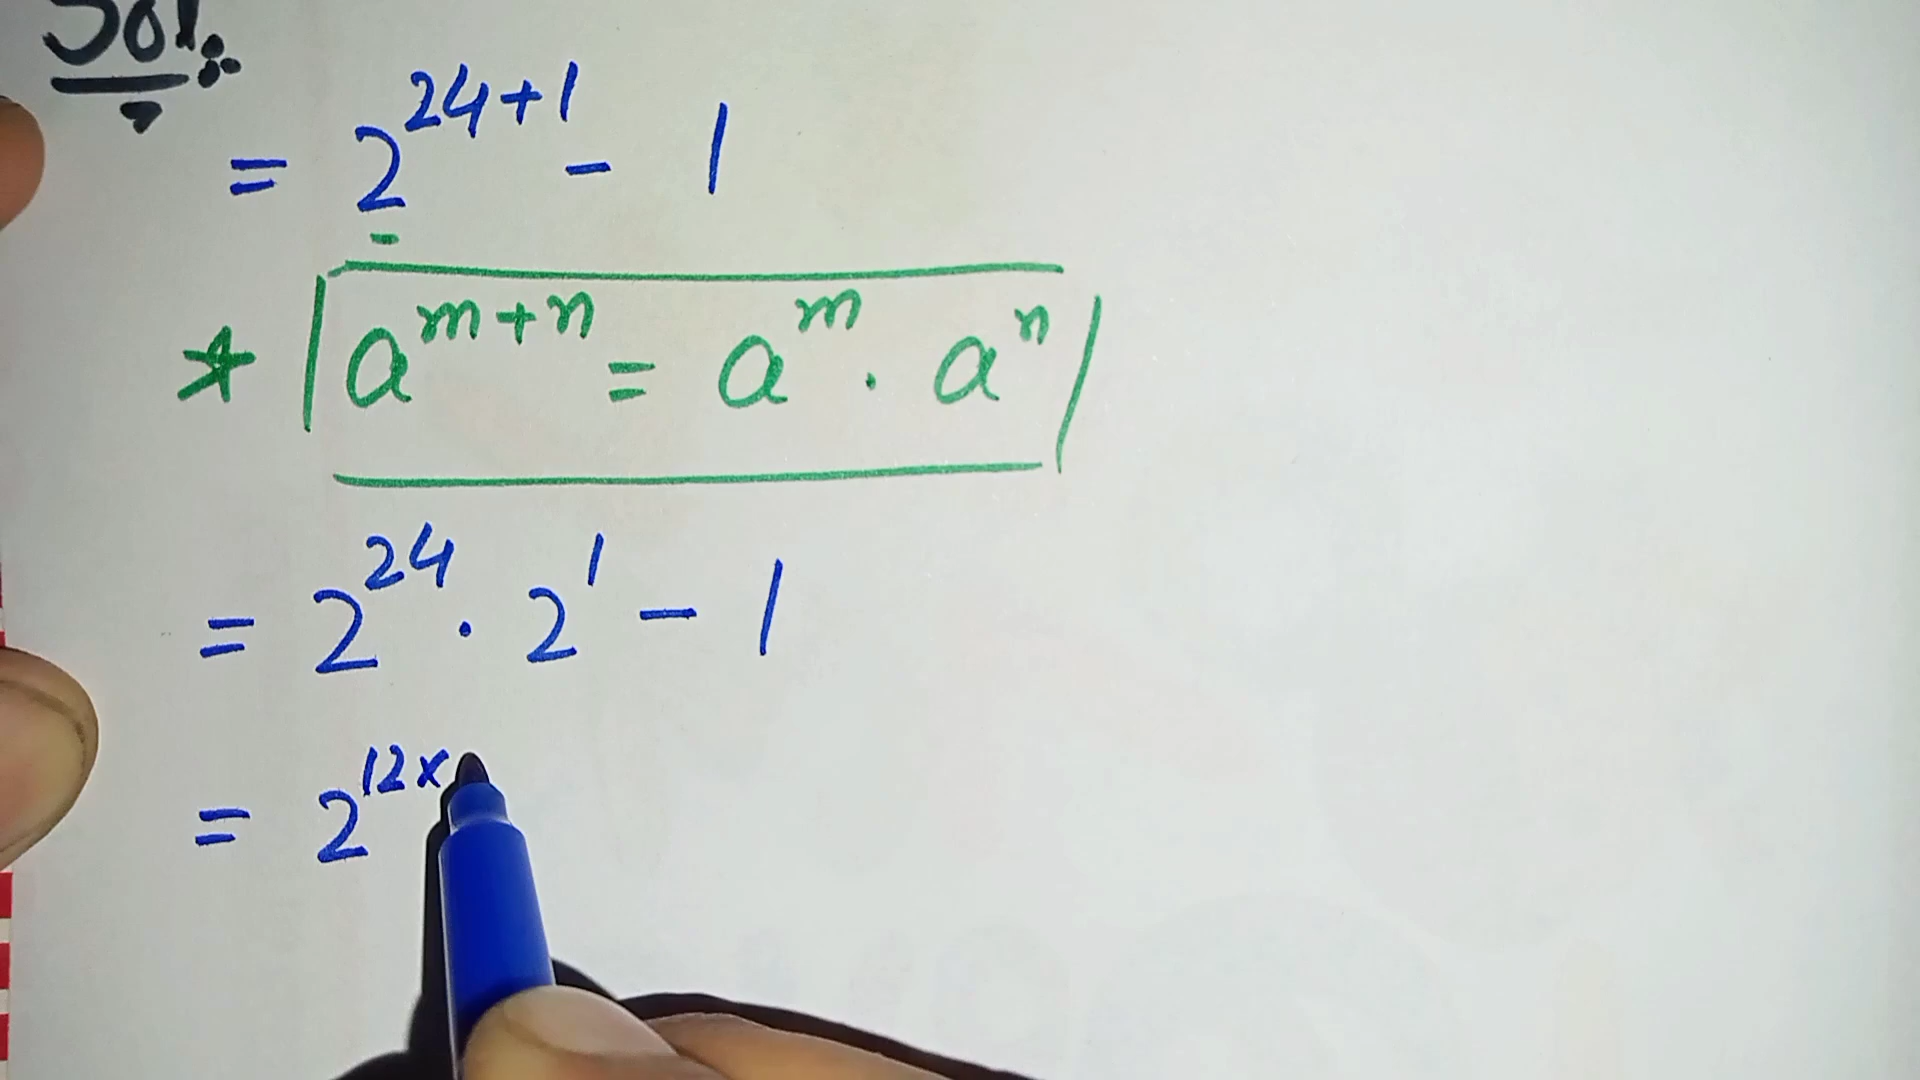 Sol.
= 2^{24+1} - 1
* a^{m+n} = a^m . a^n
= 2^{24} . 2^1 - 1
= 2^{12×